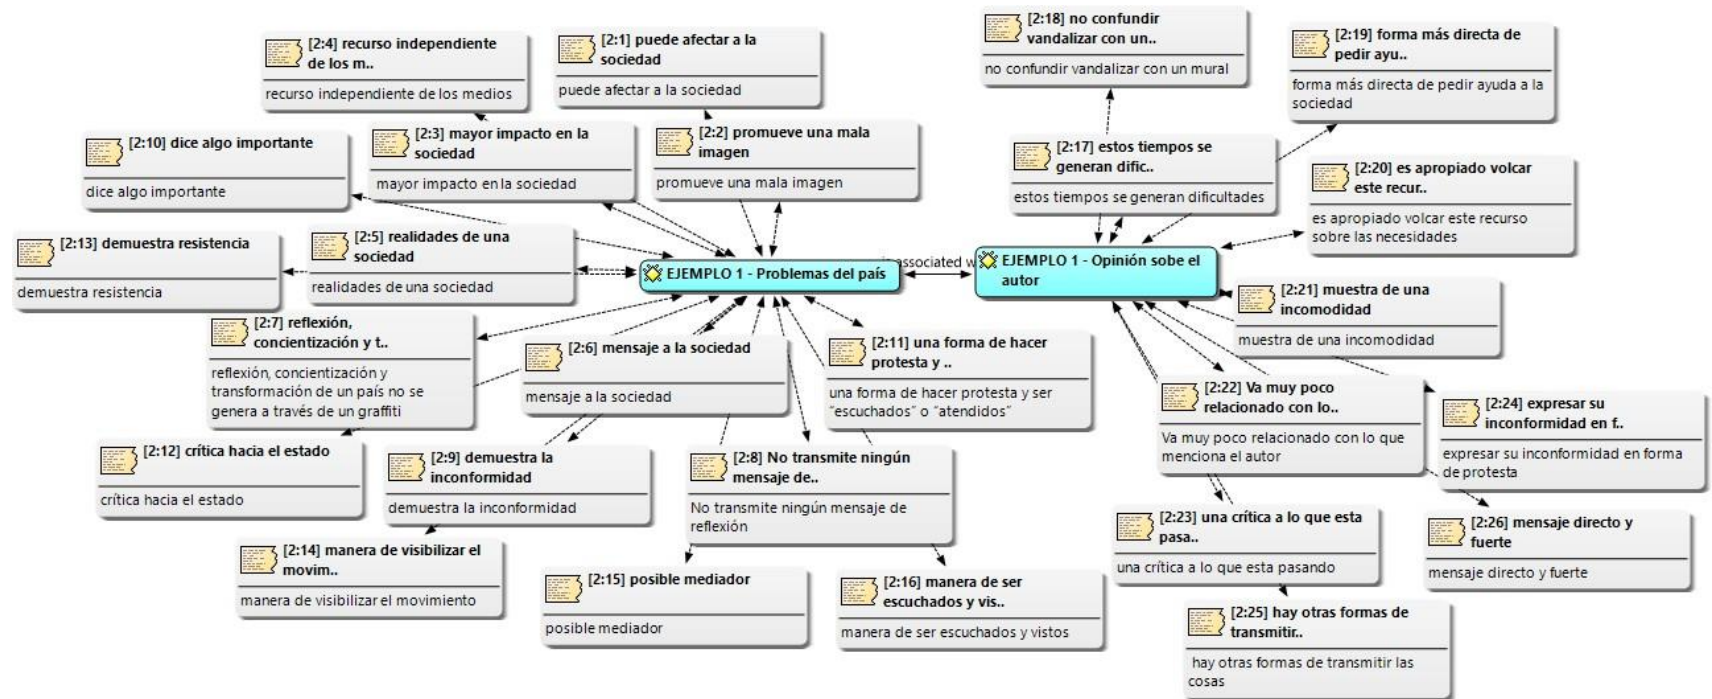 [2:4] recurso independiente
de los m..
recurso independiente de los medios
[2:1] puede afectar a la
sociedad
puede afectar a la sociedad
[2:18] no confundir
vandalizar con un..
no confundir vandalizar con un mural
[2:19] forma más directa de
pedir ayu..
forma más directa de pedir ayuda a la
sociedad
[2:10] dice algo importante
dice algo importante
[2:3] mayor impacto en la
sociedad
mayor impacto en la sociedad
[2:2] promueve una mala
imagen
promueve una mala imagen
[2:17] estos tiempos se
generan dific..
estos tiempos se generan dificultades
[2:20] es apropiado volcar
este recur..
es apropiado volcar este recurso
sobre las necesidades
[2:13] demuestra resistencia
demuestra resistencia
[2:5] realidades de una
sociedad
realidades de una sociedad
EJEMPLO 1 - Problemas del país
associated w
EJEMPLO 1 - Opinión sobe el
autor
[2:21] muestra de una
incomodidad
muestra de una incomodidad
[2:7] reflexión,
concientización y t..
reflexión, concientización y
transformación de un país no se
genera a través de un graffiti
[2:6] mensaje a la sociedad
mensaje a la sociedad
[2:11] una forma de hacer
protesta y ..
una forma de hacer protesta y ser
“escuchados” o “atendidos”
[2:22] Va muy poco
relacionado con lo..
Va muy poco relacionado con lo que
menciona el autor
[2:24] expresar su
inconformidad en f..
expresar su inconformidad en forma
de protesta
[2:12] crítica hacia el estado
crítica hacia el estado
[2:9] demuestra la
inconformidad
demuestra la inconformidad
[2:8] No transmite ningún
mensaje de..
No transmite ningún mensaje de
reflexión
[2:23] una crítica a lo que esta
pasa..
una crítica a lo que esta pasando
[2:26] mensaje directo y
fuerte
mensaje directo y fuerte
[2:14] manera de visibilizar el
movim..
manera de visibilizar el movimiento
[2:15] posible mediador
posible mediador
[2:16] manera de ser
escuchados y vis..
manera de ser escuchados y vistos
[2:25] hay otras formas de
transmitir..
hay otras formas de transmitir las
cosas